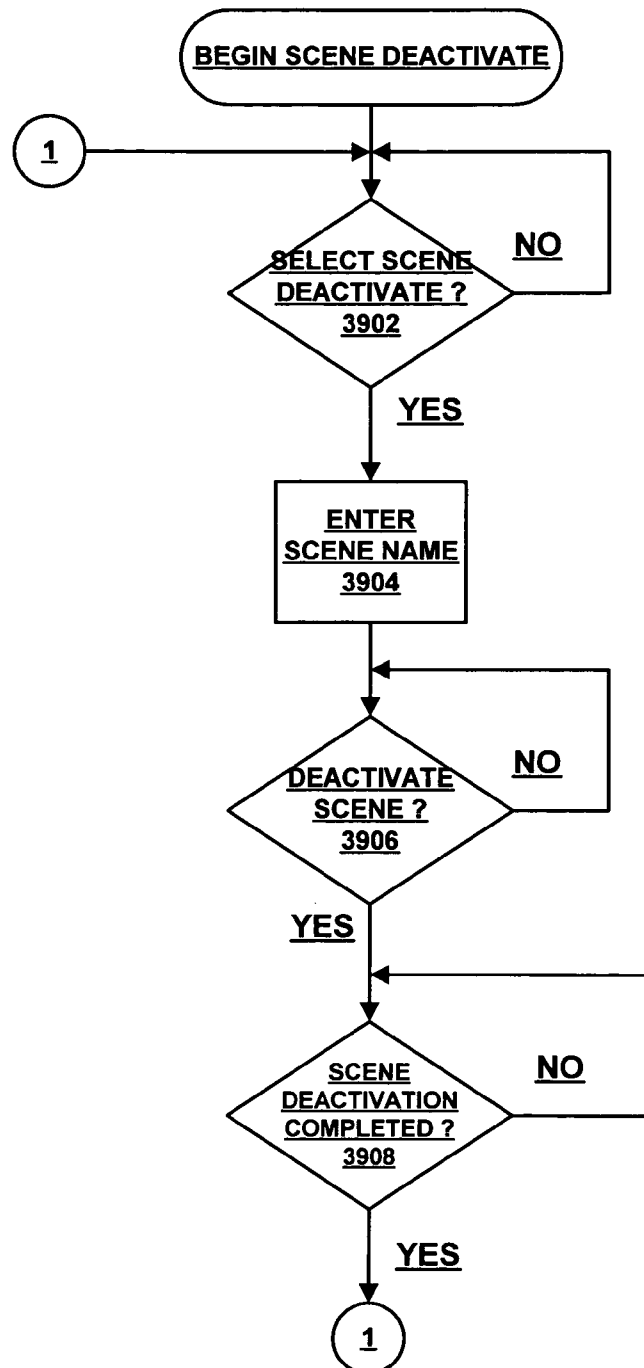 BEGIN SCENE DEACTIVATE
1
SELECT SCENE
DEACTIVATE ?
3902
NO
YES
ENTER
SCENE NAME
3904
DEACTIVATE
SCENE ?
3906
NO
YES
SCENE
DEACTIVATION
COMPLETED ?
3908
NO
YES
1